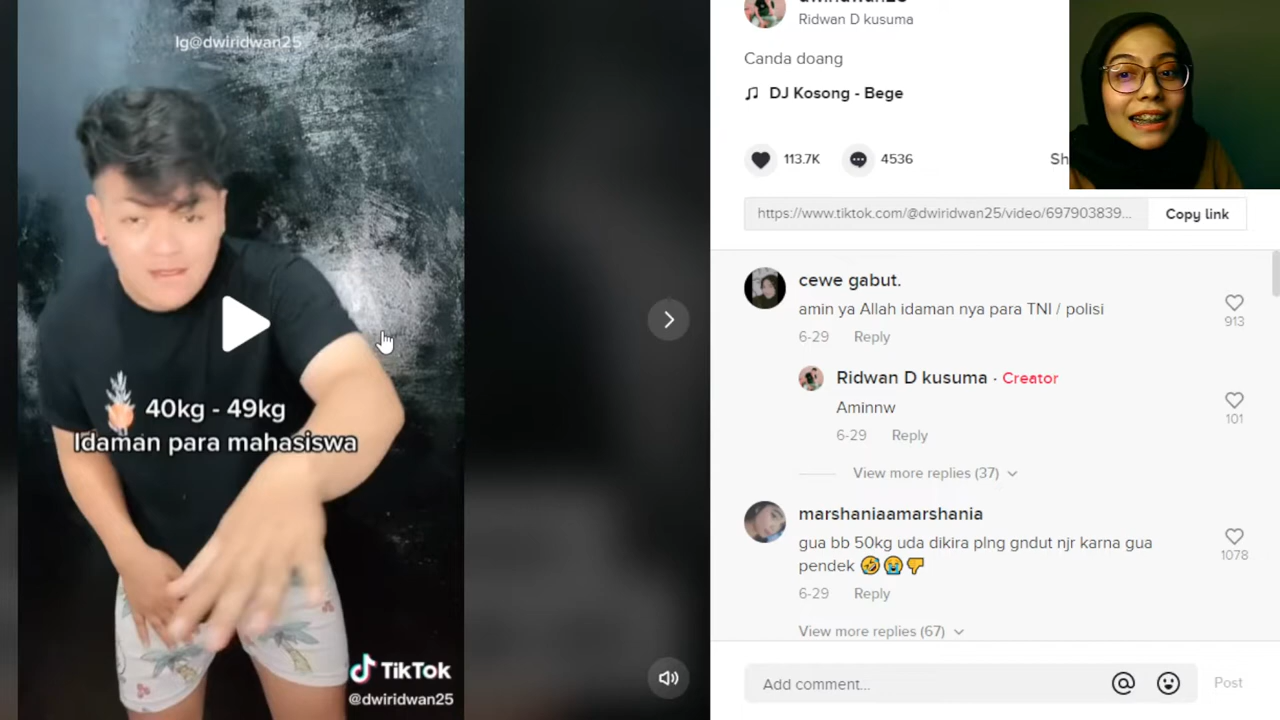 Ig@dwiridwan25
40kg - 49kg
Idaman para mahasiswa
TikTok
@dwiridwan25
Ridwan D kusuma
Canda doang
DJ Kosong - Bege
113.7K
4536
Sh
https://www.tiktok.com/@dwiridwan25/video/697903839...
Copy link
cewe gabut.
amin ya Allah idaman nya para TNI / polisi
913
6-29 Reply
Ridwan D kusuma · Creator
Aminnw
101
6-29 Reply
View more replies (37)
marshaniaamarshania
gua bb 50kg uda dikira plng gndut njr karna gua
pendek 🤣😭👎
1078
6-29 Reply
View more replies (67)
Add comment...
Post